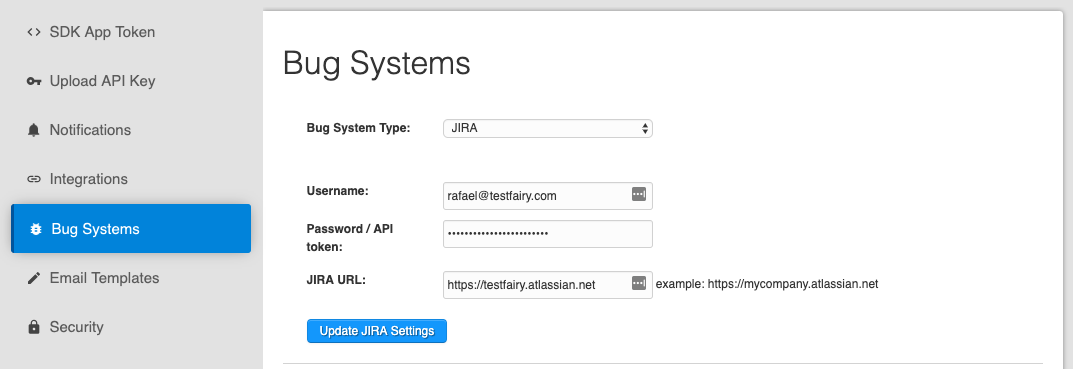 SDK App Token
Upload API Key
Notifications
Integrations
Bug Systems
Email Templates
Security
Bug Systems
Bug System Type:
JIRA
Username:
rafael@testfairy.com
Password / API
token:
••••••••••••••••••••••••
JIRA URL:
https://testfairy.atlassian.net
example: https://mycompany.atlassian.net
Update JIRA Settings